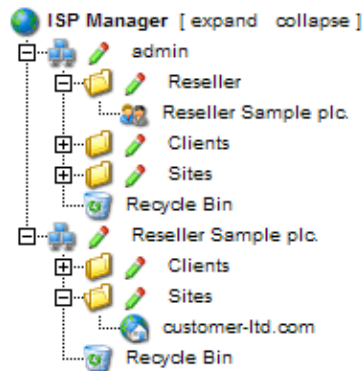 ISP Manager [ expand collapse ]
admin
Reseller
Reseller Sample plc.
Clients
Sites
Recycle Bin
Reseller Sample plc.
Clients
Sites
customer-ltd.com
Recycle Bin